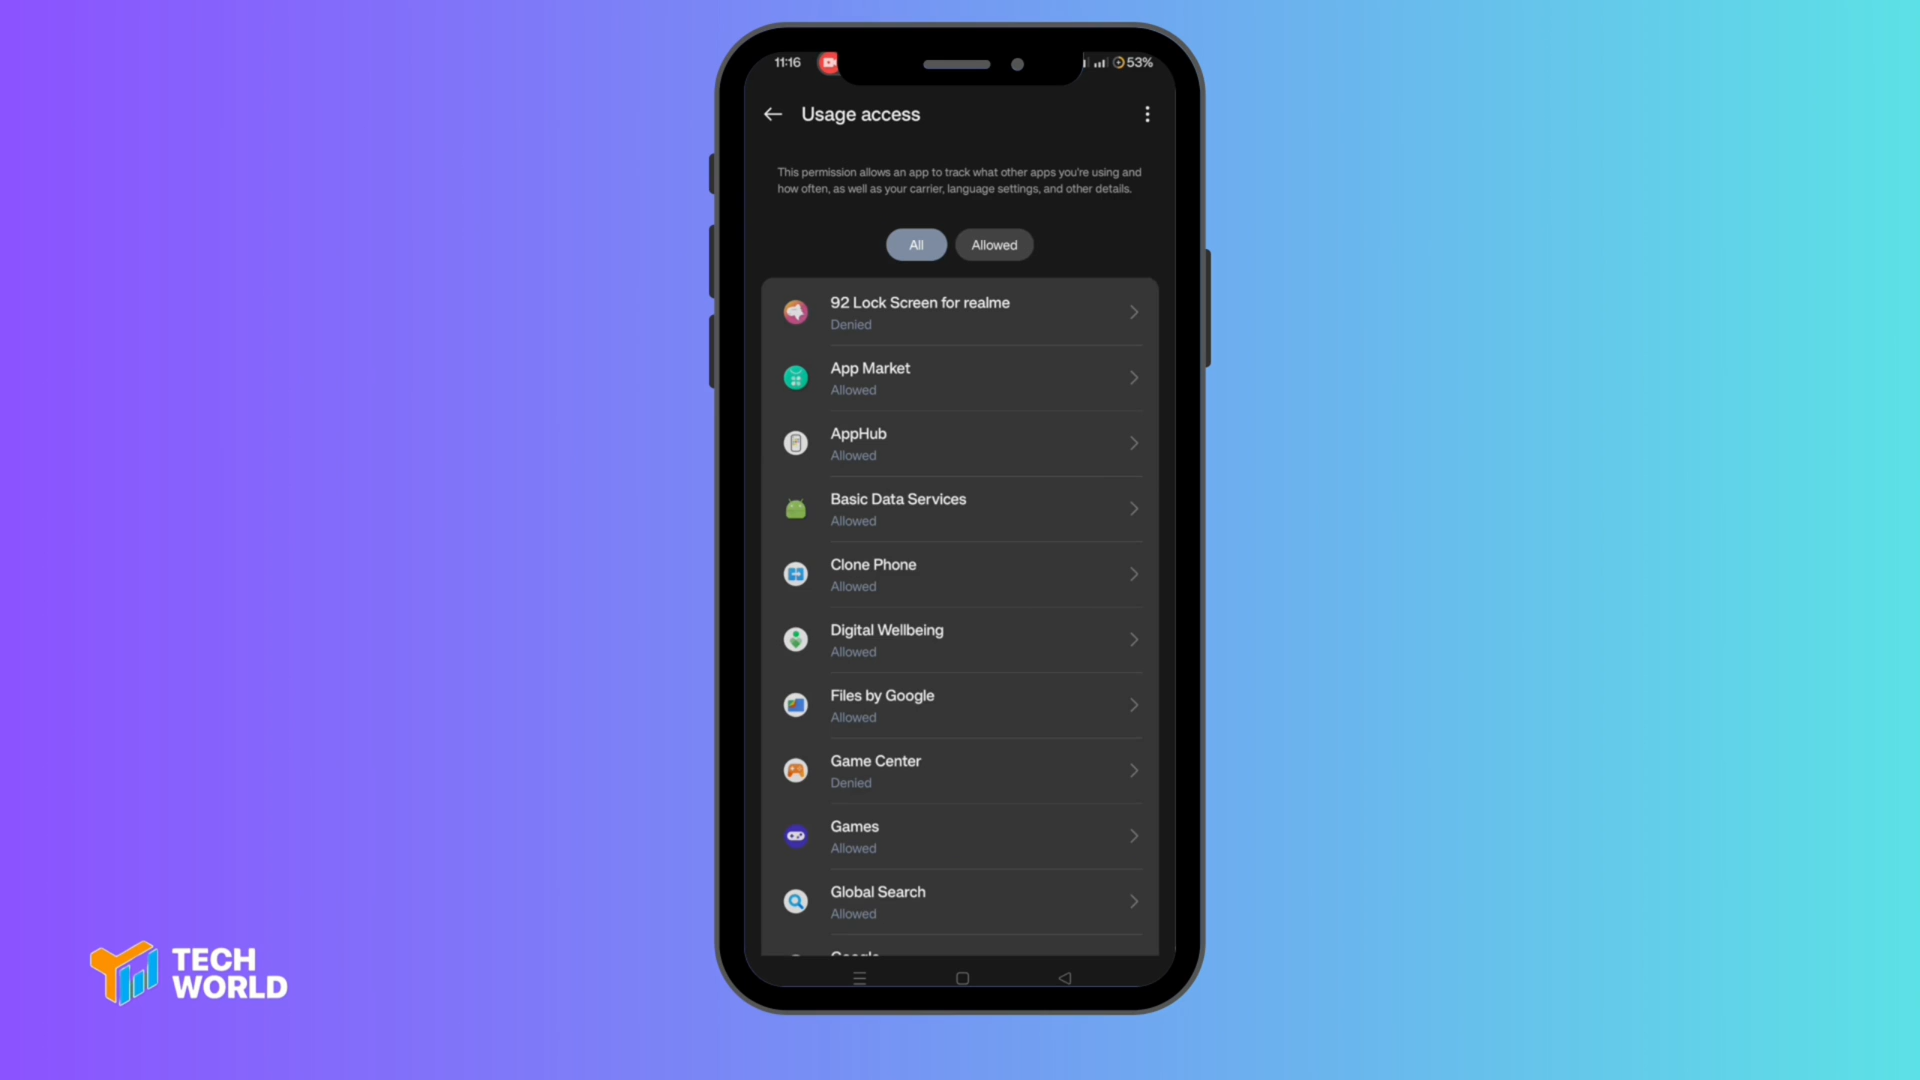 11:16
53%
Usage access
This permission allows an app to track what other apps you're using and
how often, as well as your carrier, language settings, and other details.
All
Allowed
92 Lock Screen for realme
Denied
App Market
Allowed
AppHub
Allowed
Basic Data Services
Allowed
Clone Phone
Allowed
Digital Wellbeing
Allowed
Files by Google
Allowed
Game Center
Denied
Games
Allowed
Global Search
Allowed
Google
TECH
WORLD